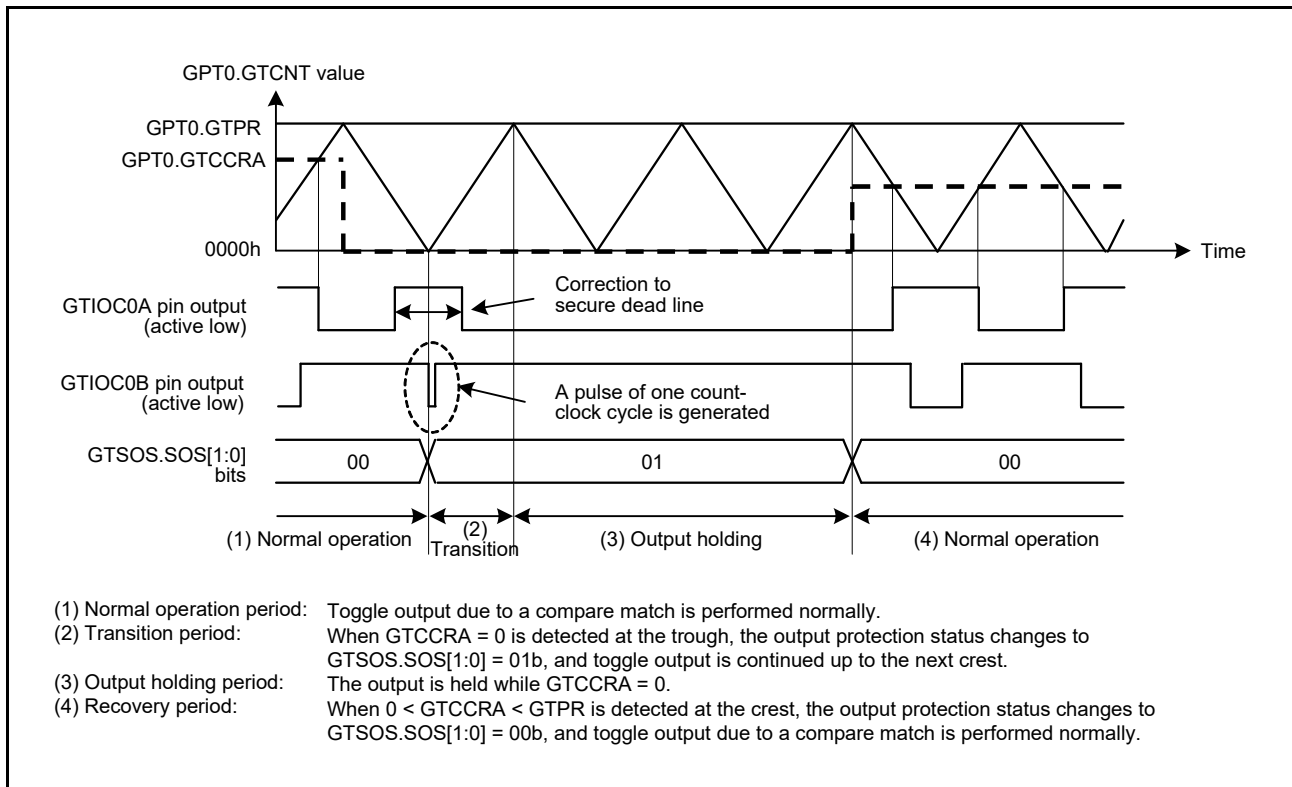 GPT0.GTCNT value
GPT0.GTPR
GPT0.GTCCRA
0000h
Time
GTIOC0A pin output
(active low)
Correction to
secure dead line
GTIOC0B pin output
(active low)
A pulse of one count-
clock cycle is generated
GTSOS.SOS[1:0]
bits
00
01
00
(1) Normal operation
(2)
Transition
(3) Output holding
(4) Normal operation
(1) Normal operation period: Toggle output due to a compare match is performed normally.
(2) Transition period: When GTCCRA = 0 is detected at the trough, the output protection status changes to
GTSOS.SOS[1:0] = 01b, and toggle output is continued up to the next crest.
(3) Output holding period: The output is held while GTCCRA = 0.
(4) Recovery period: When 0 < GTCCRA < GTPR is detected at the crest, the output protection status changes to
GTSOS.SOS[1:0] = 00b, and toggle output due to a compare match is performed normally.